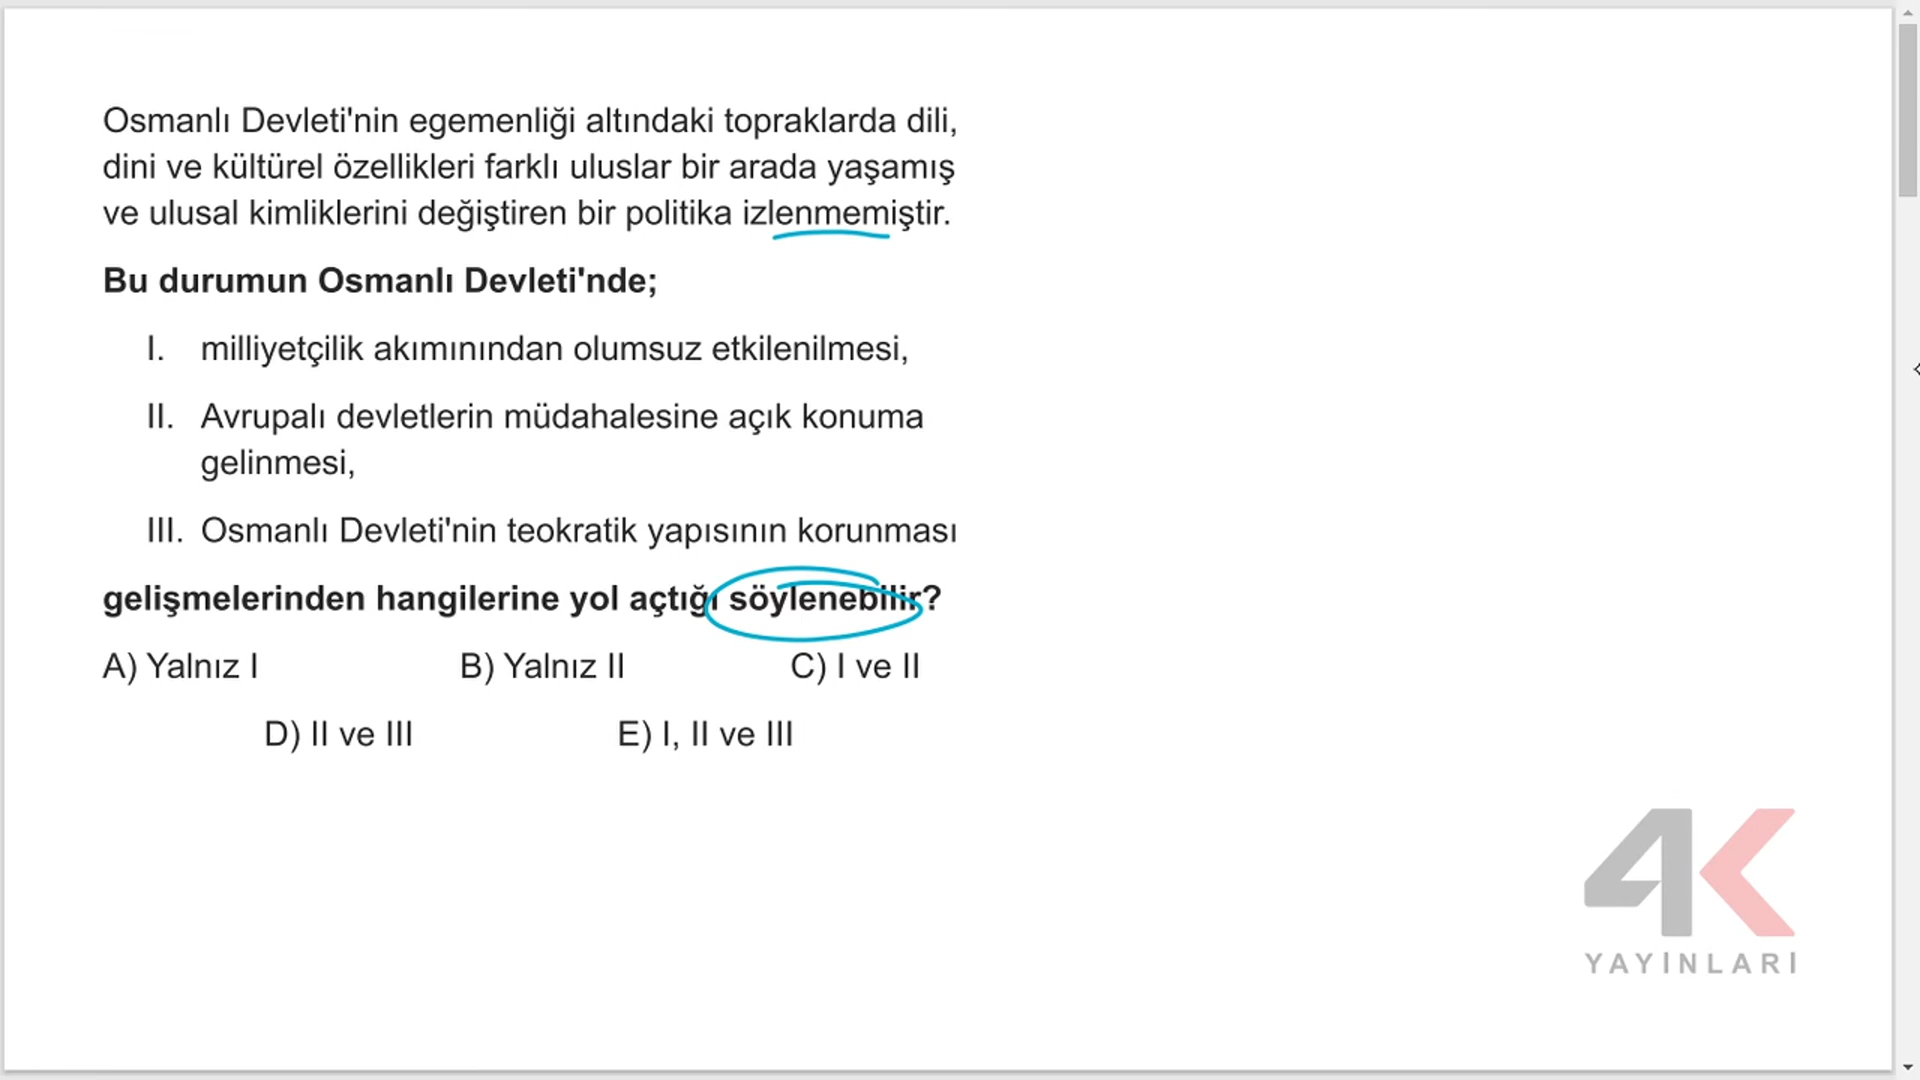 Osmanlı Devleti'nin egemenliği altındaki topraklarda dili,
dini ve kültürel özellikleri farklı uluslar bir arada yaşamış
ve ulusal kimliklerini değiştiren bir politika izlenmemiştir.
Bu durumun Osmanlı Devleti'nde;
I. milliyetçilik akımınından olumsuz etkilenilmesi,
II. Avrupalı devletlerin müdahalesine açık konuma
gelinmesi,
III. Osmanlı Devleti'nin teokratik yapısının korunması
gelişmelerinden hangilerine yol açtığı söylenebilir?
A) Yalnız I B) Yalnız II C) I ve II
D) II ve III E) I, II ve III
4K
YAYINLARI